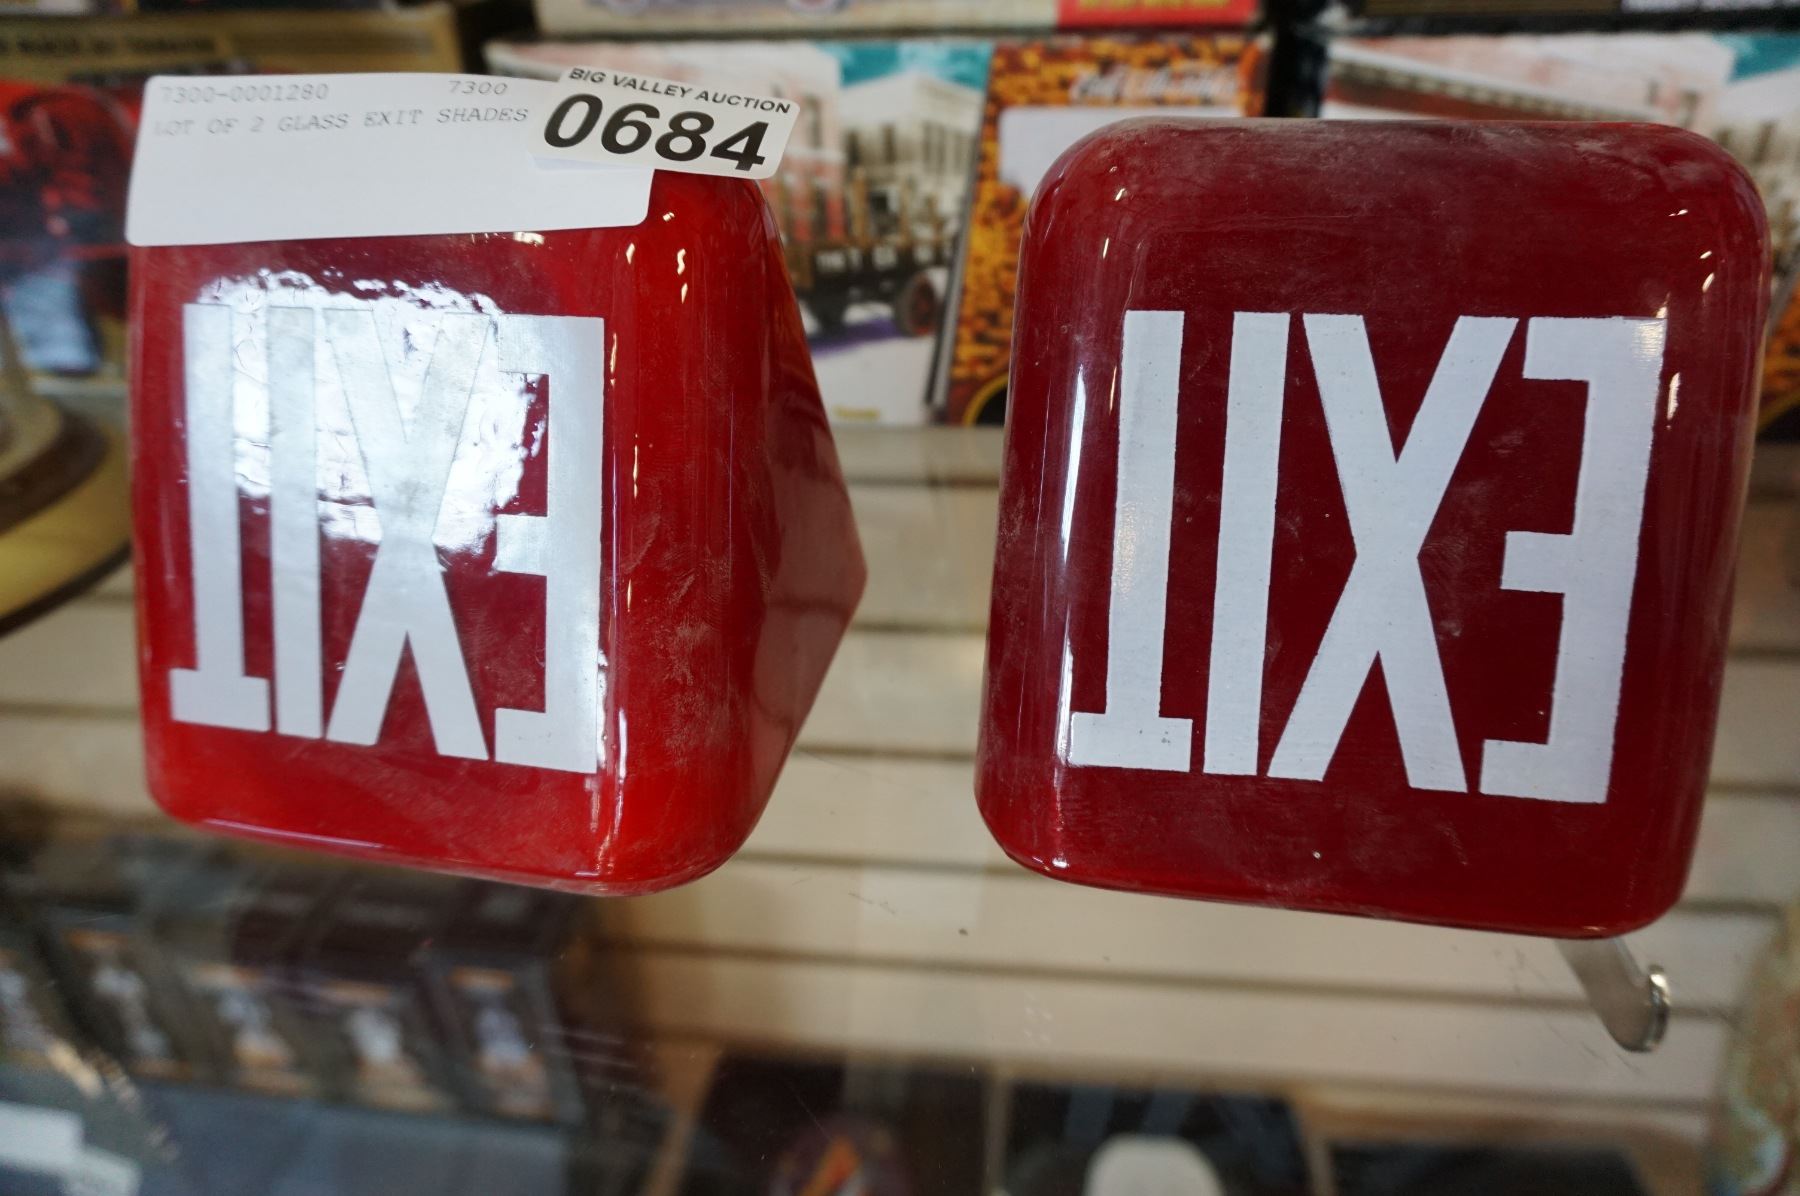 7300-0001280 7300
LOT OF 2 GLASS EXIT SHADES
BIG VALLEY AUCTION
0684
EXIT
EXIT